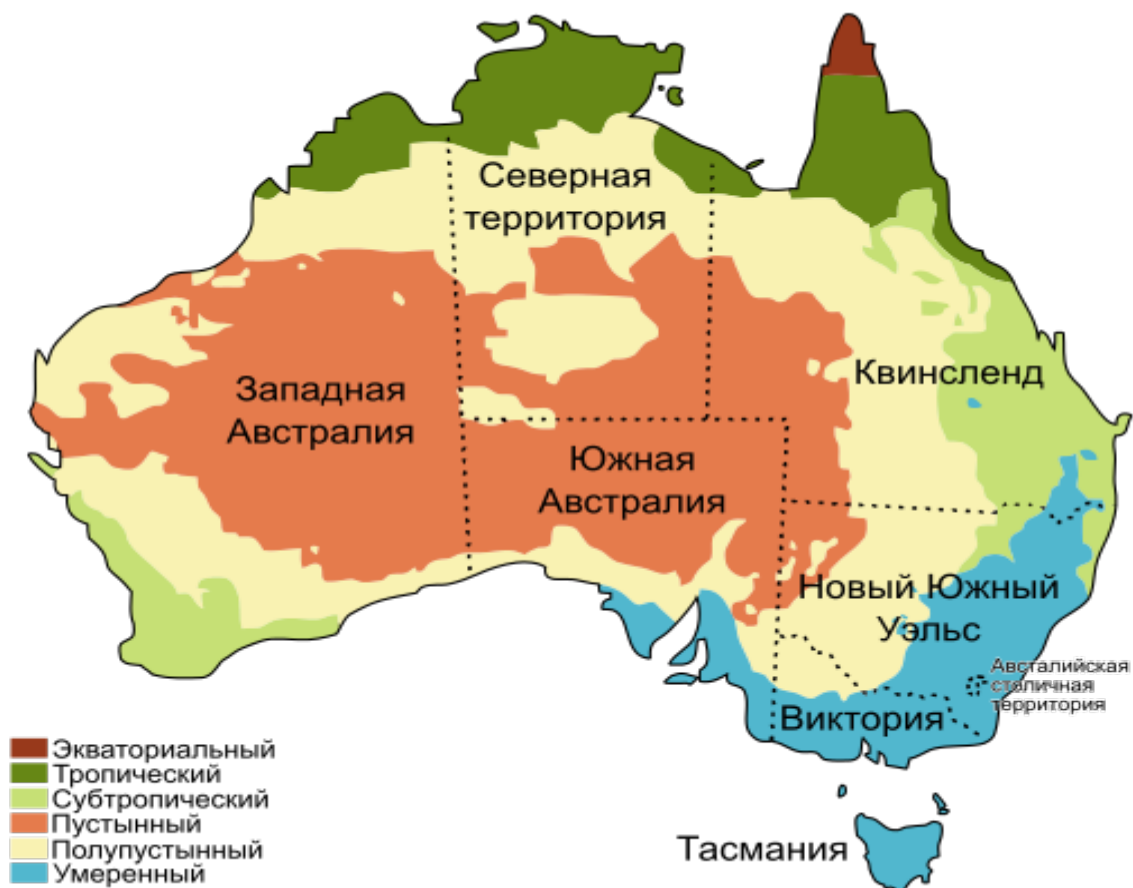 Северная
территория
Западная
Австралия
Квинсленд
Южная
Австралия
Новый Южный
Уэльс
Австалийская
столичная
территория
Виктория
Экваториальный
Тропический
Субтропический
Пустынный
Полупустынный
Умеренный
Тасмания